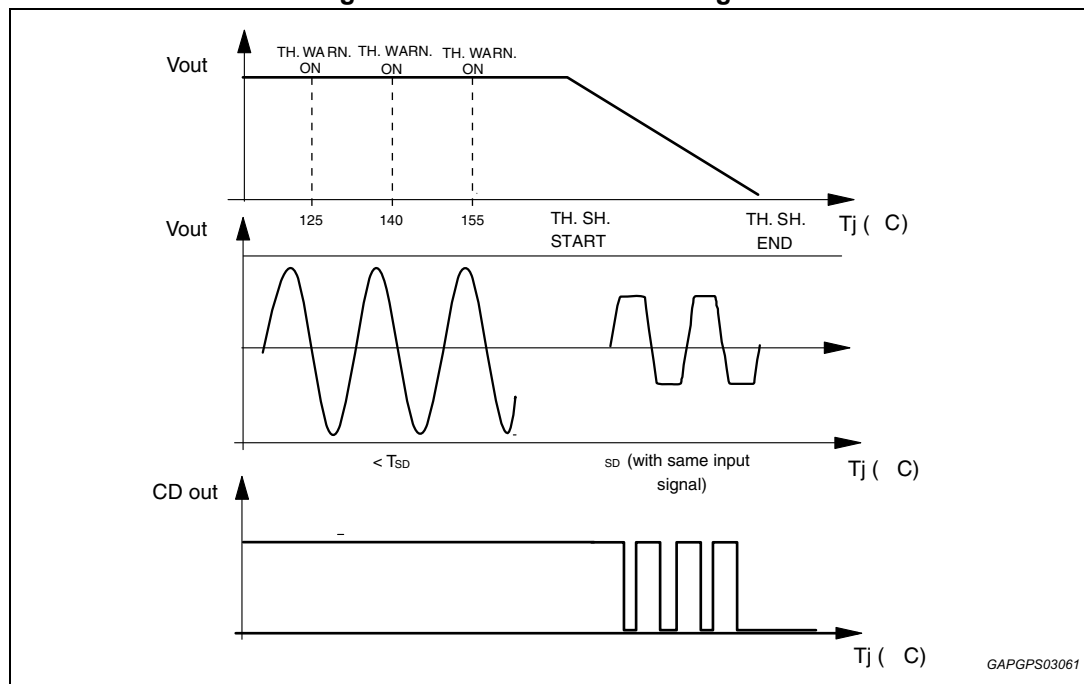 Vout
TH. WARN. ON
TH. WARN. ON
TH. WARN. ON
125
140
155
TH. SH. START
TH. SH. END
Tj ( C)
Vout
< TSD
SD (with same input signal)
Tj ( C)
CD out
Tj ( C)
GAPGPS03061